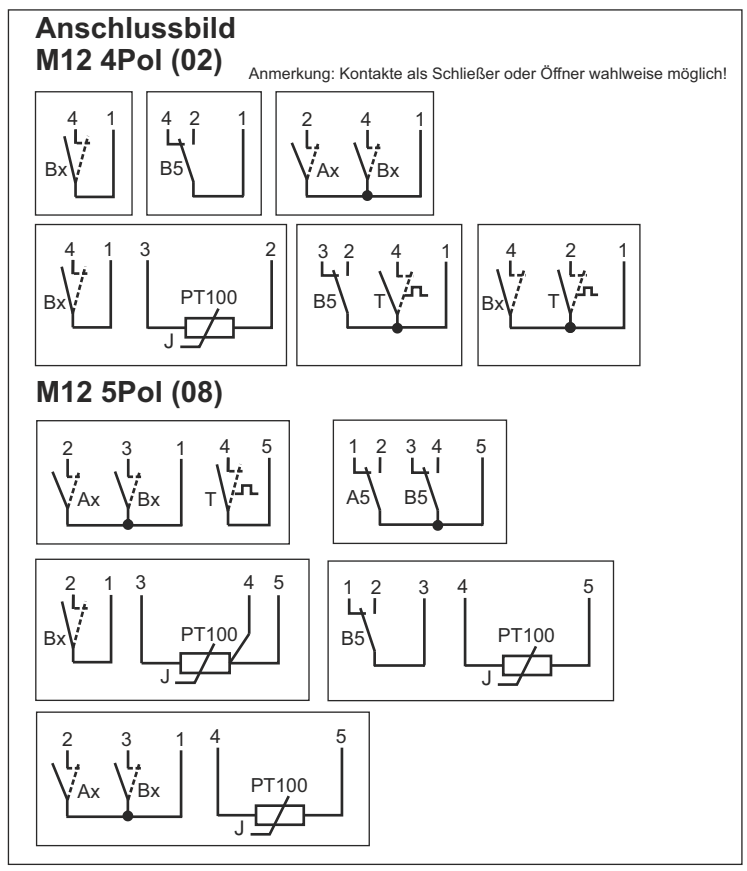 Anschlussbild
M12 4Pol (02)
Anmerkung: Kontakte als Schließer oder Öffner wahlweise möglich!
4 1
Bx
4 2 1
B5
2 4 1
Ax Bx
4 1 3 2
Bx PT100
J
3 2 4 1
B5 T
4 2 1
Bx T
M12 5Pol (08)
2 3 1 4 5
Ax Bx T
1 2 3 4 5
A5 B5
2 1 3 4 5
Bx PT100
J
1 2 3 4 5
B5 PT100
J
2 3 1 4 5
Ax Bx PT100
J